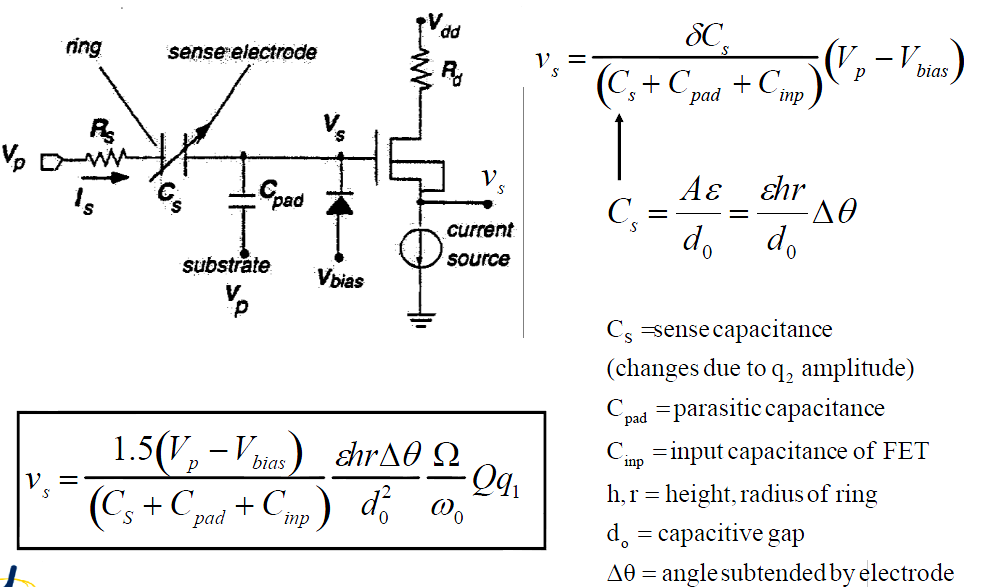 ring
sense electrode
V_dd
R_d
R_s
V_s
V_p
I_s
C_s
C_pad
v_s
current
source
substrate
V_p
V_bias
v_s = δC_s / (C_s + C_pad + C_inp) (V_p − V_bias)
C_s = Aε / d_0 = εhr / d_0 Δθ
C_S =sense capacitance
(changes due to q_2 amplitude)
C_pad =parasitic capacitance
C_inp =input capacitance of FET
h, r = height, radius of ring
d_o = capacitive gap
Δθ = angle subtended by electrode
v_s = 1.5(V_p − V_bias) / (C_S + C_pad + C_inp) εhrΔθ / d_0^2 Ω / ω_0 Qq_1